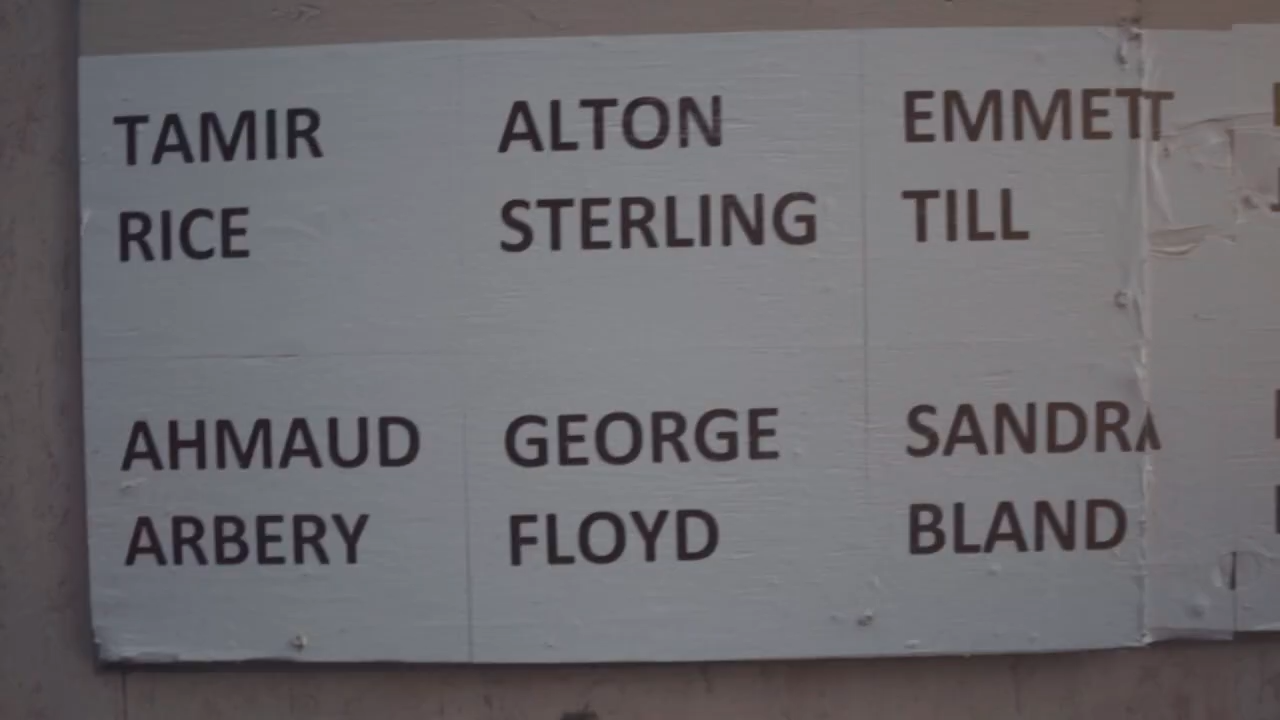 TAMIR
RICE
ALTON
STERLING
EMMETT
TILL
AHMAUD
ARBERY
GEORGE
FLOYD
SANDRA
BLAND